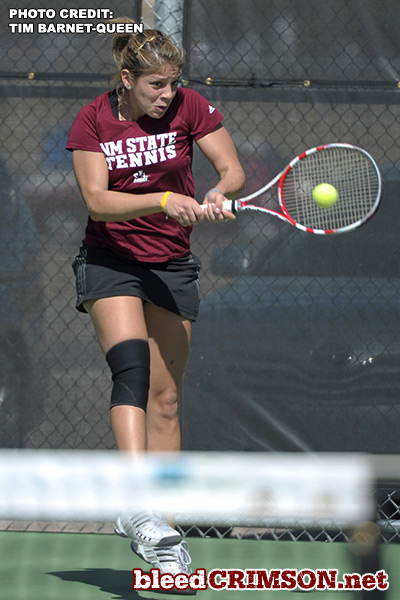 PHOTO CREDIT:
TIM BARNET-QUEEN
NM STATE
TENNIS
bleedCRIMSON.net